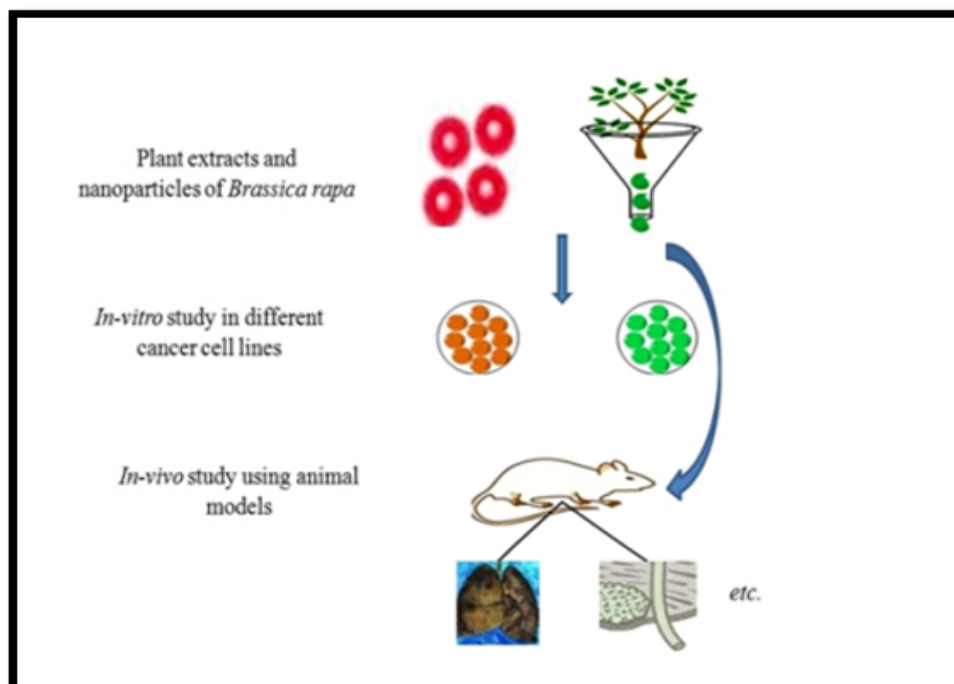 Plant extracts and
nanoparticles of Brassica rapa
In-vitro study in different
cancer cell lines
In-vivo study using animal
models
etc.